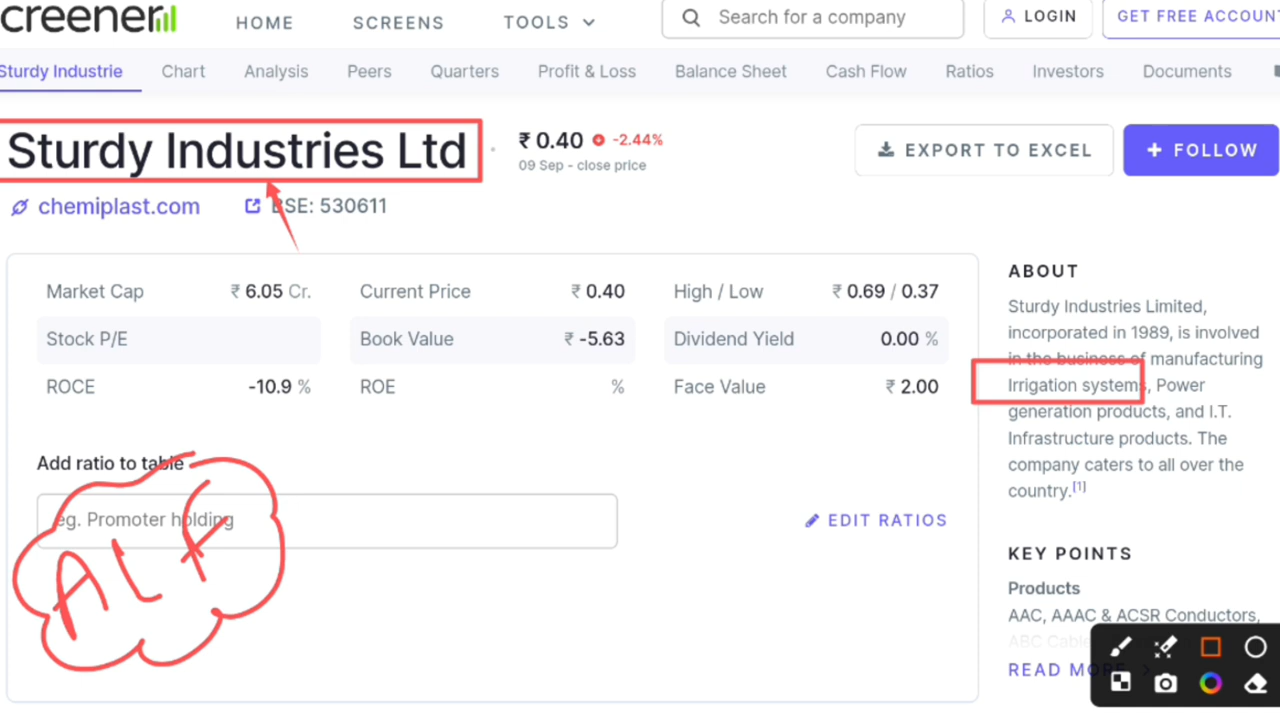 creener
HOME SCREENS TOOLS
Search for a company
LOGIN
GET FREE ACCOUNT
Sturdy Industrie Chart Analysis Peers Quarters Profit & Loss Balance Sheet Cash Flow Ratios Investors Documents
Sturdy Industries Ltd
₹ 0.40 -2.44%
09 Sep - close price
EXPORT TO EXCEL
+ FOLLOW
chemiplast.com BSE: 530611
Market Cap ₹ 6.05 Cr. Current Price ₹ 0.40 High / Low ₹ 0.69 / 0.37
Stock P/E Book Value ₹ -5.63 Dividend Yield 0.00 %
ROCE -10.9 % ROE % Face Value ₹ 2.00
Add ratio to table
eg. Promoter holding
EDIT RATIOS
ALF
ABOUT
Sturdy Industries Limited,
incorporated in 1989, is involved
in the business of manufacturing
Irrigation systems, Power
generation products, and I.T.
Infrastructure products. The
company caters to all over the
country.[1]
KEY POINTS
Products
AAC, AAAC & ACSR Conductors,
ABC
READ MORE